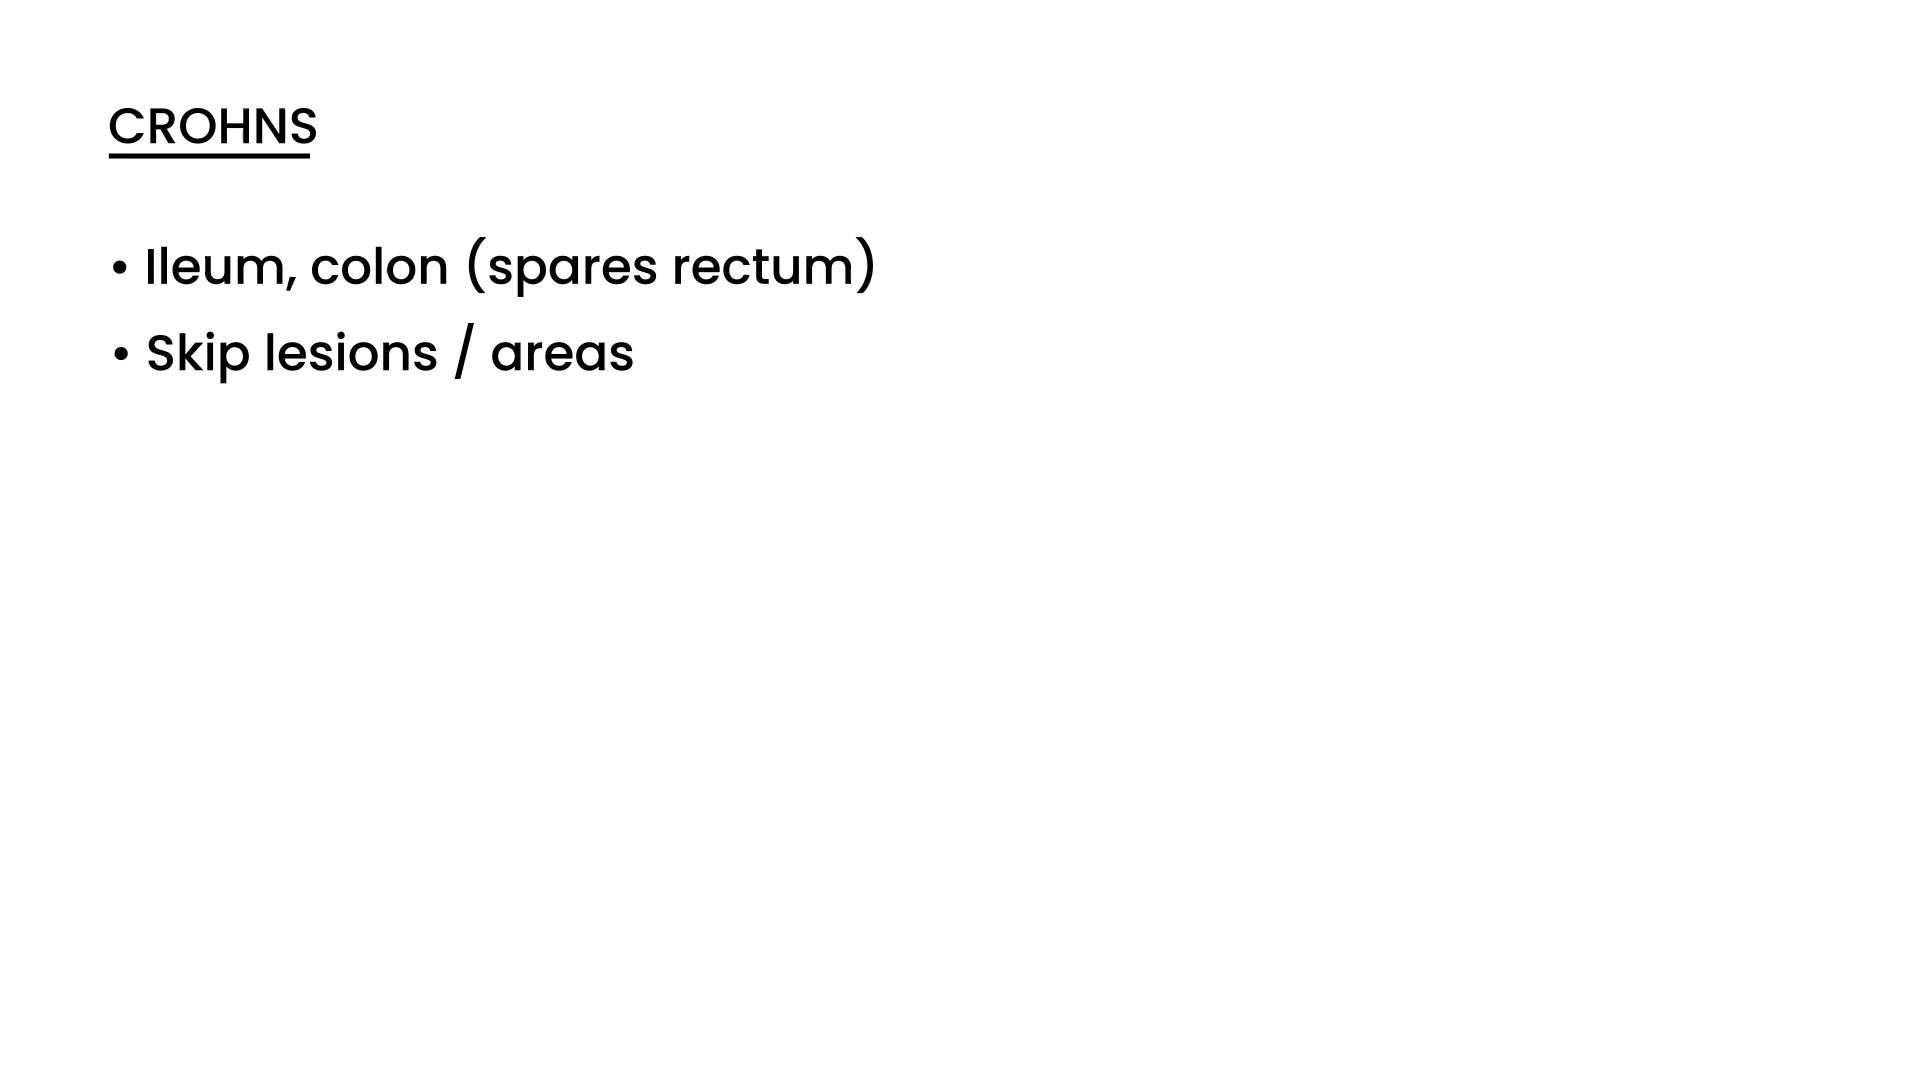 CROHNS
• Ileum, colon (spares rectum)
• Skip lesions / areas